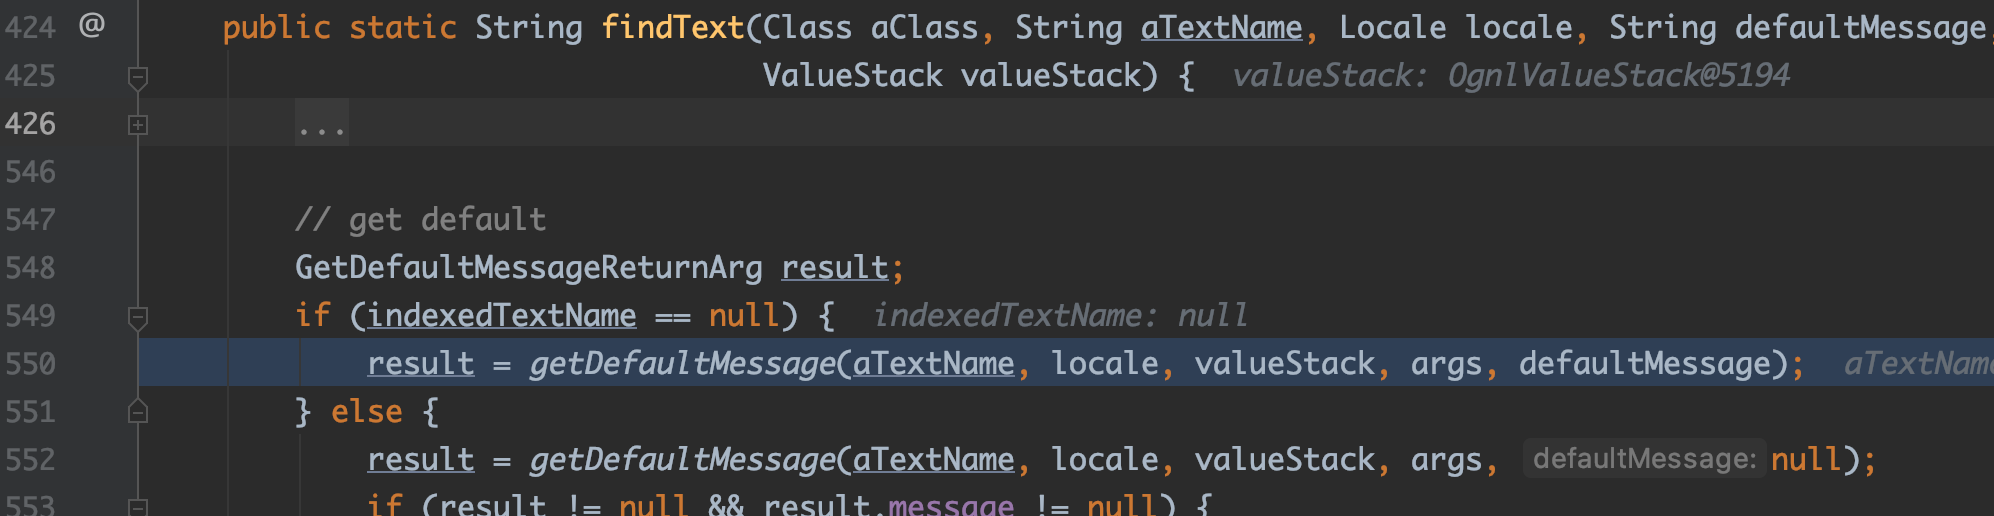 424 @ public static String findText(Class aClass, String aTextName, Locale locale, String defaultMessage,
425 ValueStack valueStack) { valueStack: OgnlValueStack@5194
426 ...
546
547 // get default
548 GetDefaultMessageReturnArg result;
549 if (indexedTextName == null) { indexedTextName: null
550 result = getDefaultMessage(aTextName, locale, valueStack, args, defaultMessage); aTextName
551 } else {
552 result = getDefaultMessage(aTextName, locale, valueStack, args, defaultMessage: null);
553 if (result != null && result.message != null) {